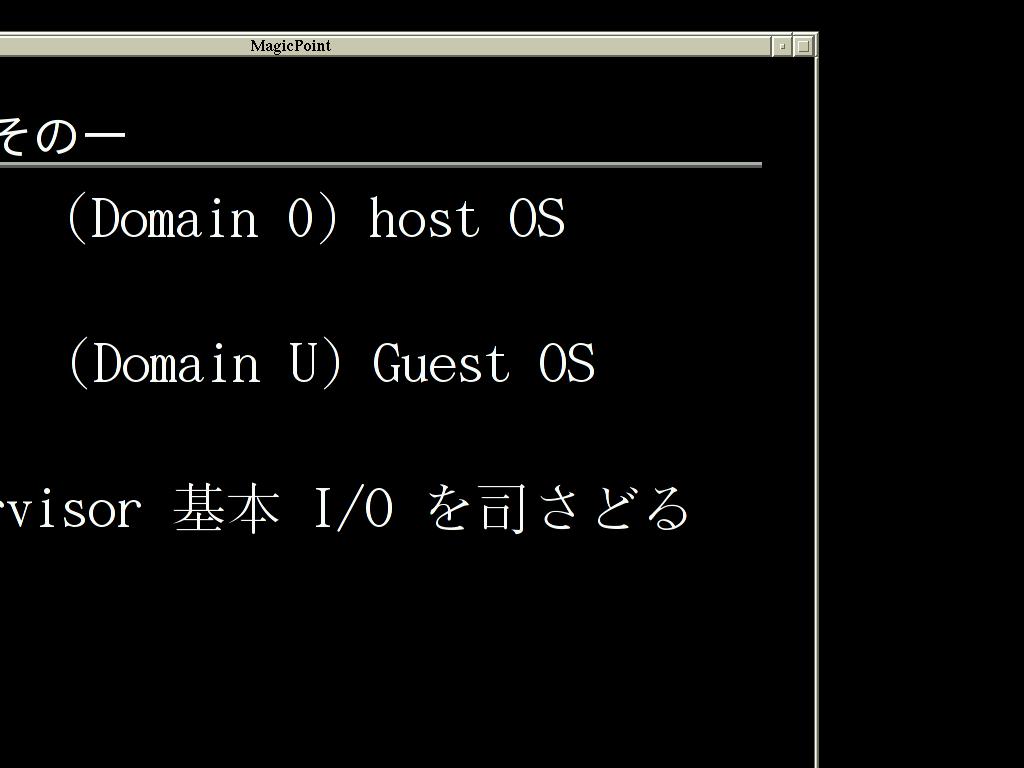 MagicPoint
その一
(Domain 0) host OS
(Domain U) Guest OS
rvisor 基本 I/O を司さどる